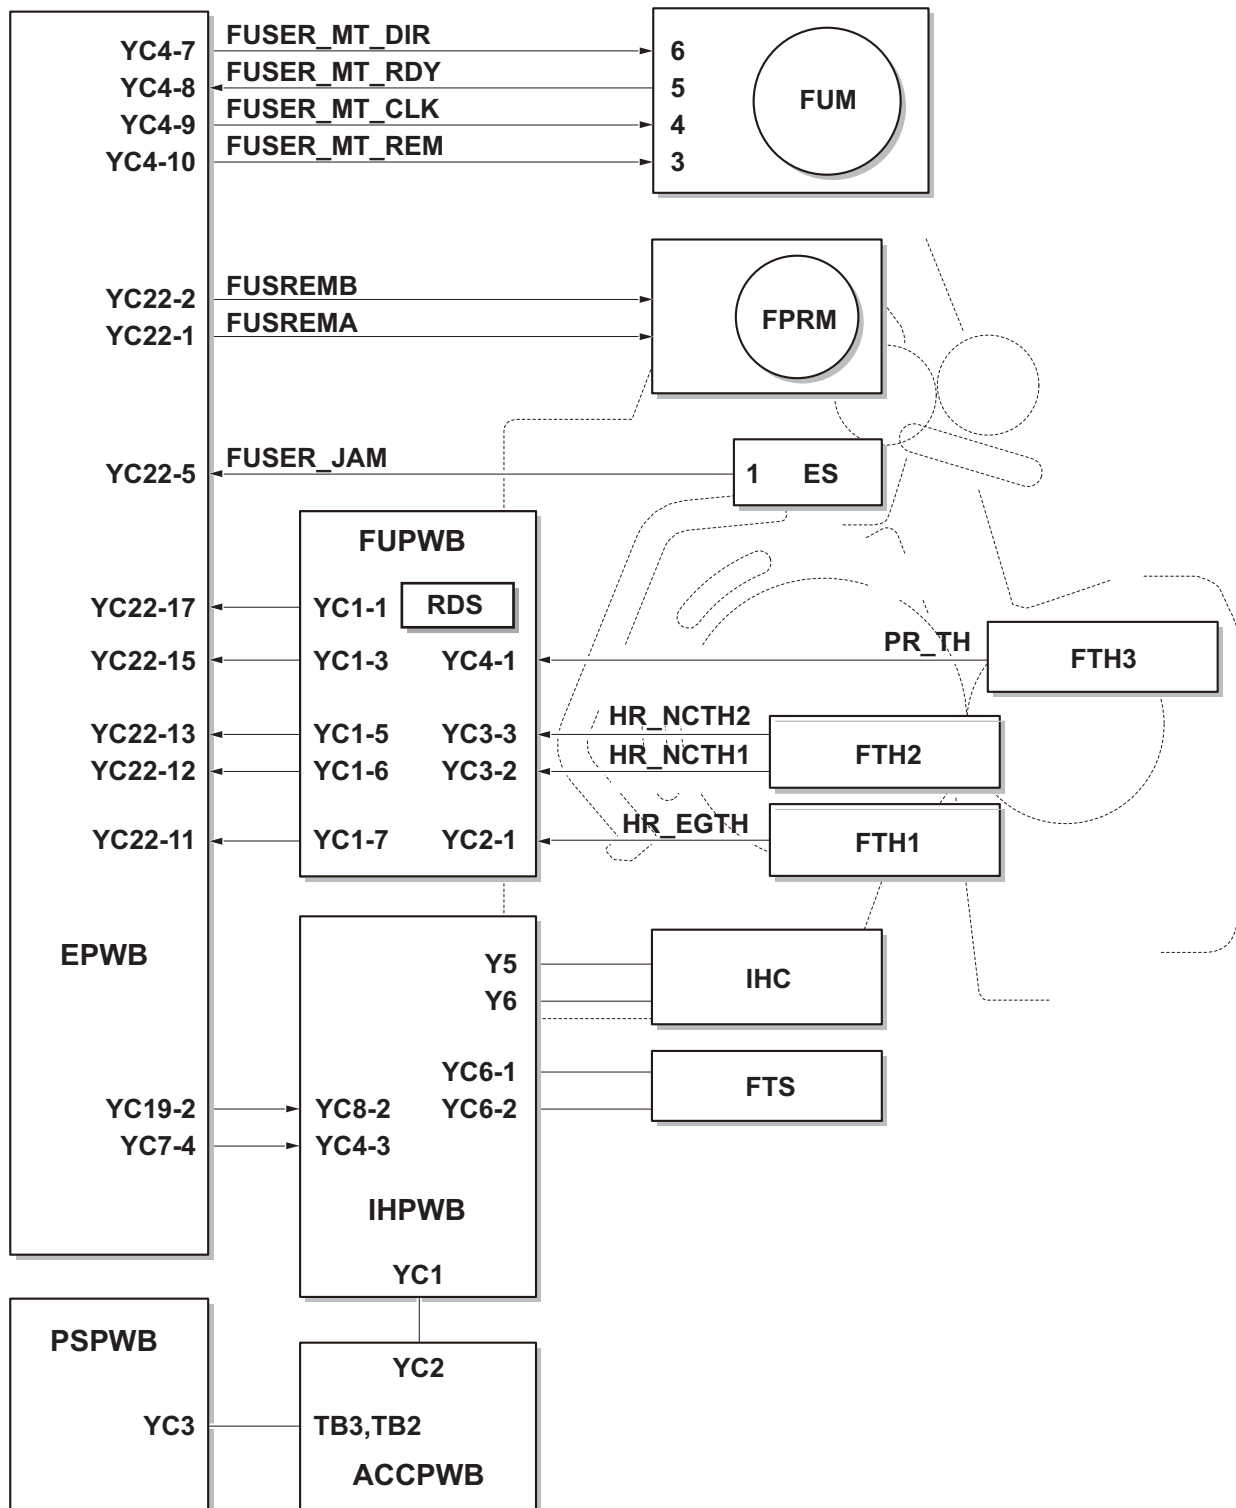 YC4-7 FUSER_MT_DIR 6
YC4-8 FUSER_MT_RDY 5 FUM
YC4-9 FUSER_MT_CLK 4
YC4-10 FUSER_MT_REM 3
YC22-2 FUSREMB
YC22-1 FUSREMA FPRM
YC22-5 FUSER_JAM 1 ES
FUPWB
YC22-17 YC1-1 RDS
YC22-15 YC1-3 YC4-1 PR_TH FTH3
YC22-13 YC1-5 YC3-3 HR_NCTH2
YC22-12 YC1-6 YC3-2 HR_NCTH1 FTH2
YC22-11 YC1-7 YC2-1 HR_EGTH FTH1
EPWB
Y5
Y6 IHC
YC6-1
YC19-2 YC8-2 YC6-2 FTS
YC7-4 YC4-3
IHPWB
YC1
PSPWB
YC2
YC3 TB3,TB2
ACCPWB